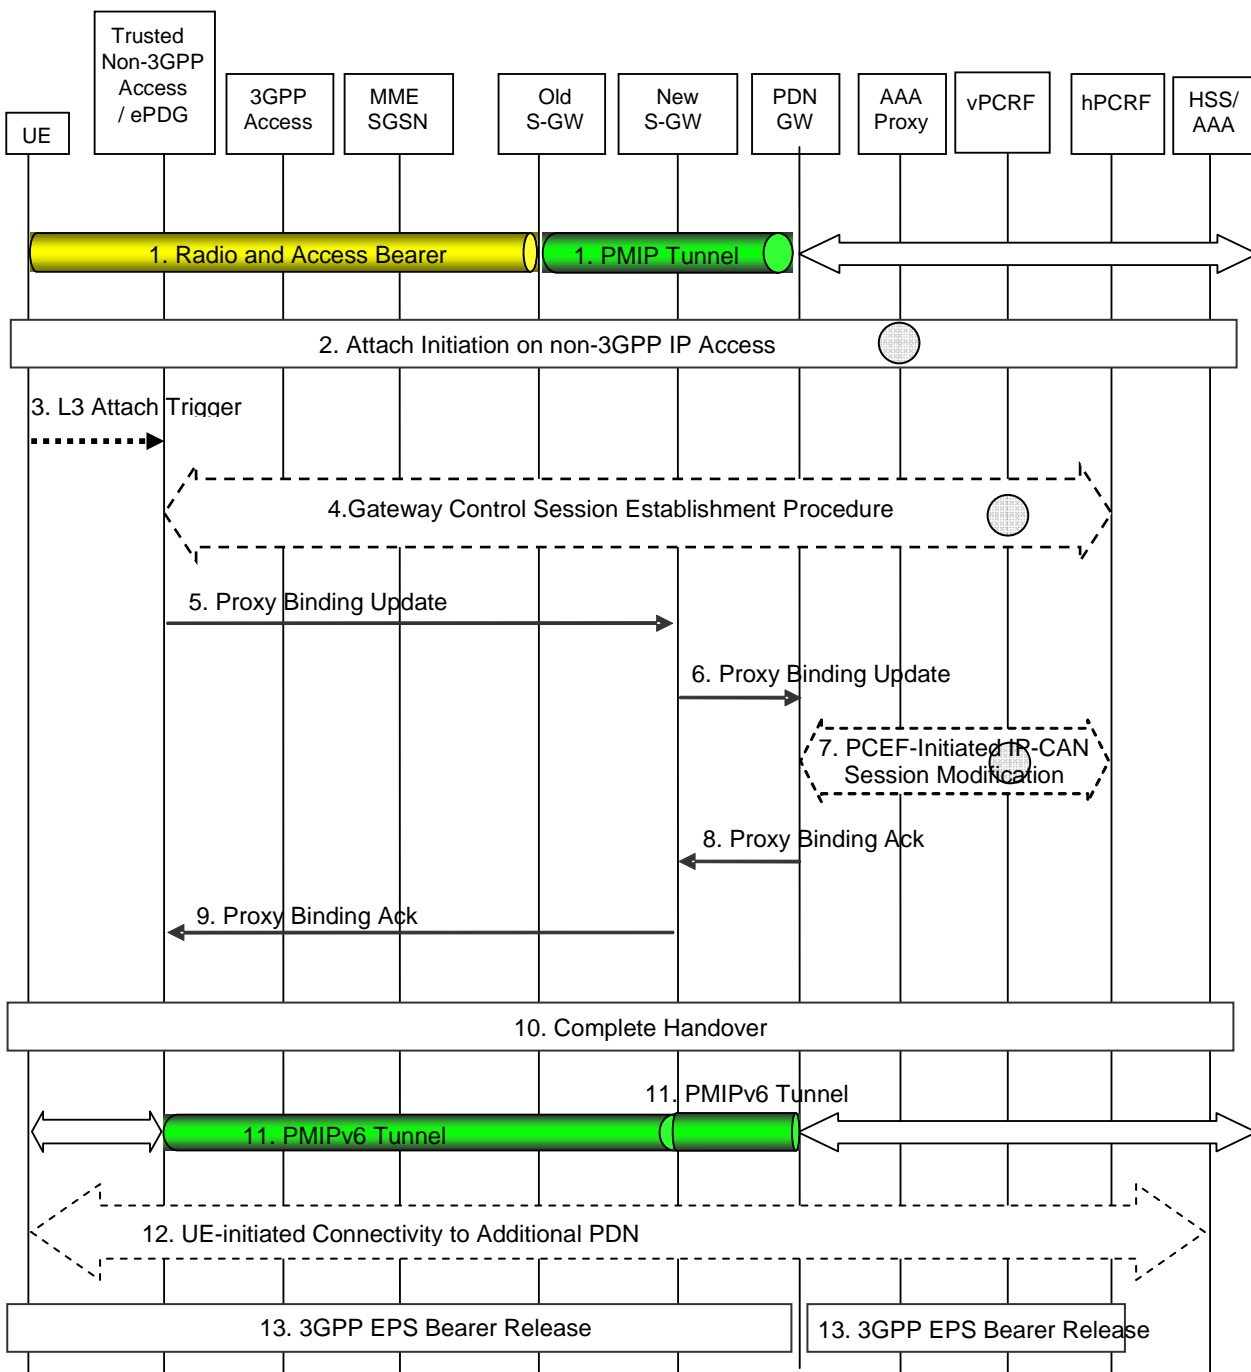 UE
Trusted
Non-3GPP
Access
/ ePDG
3GPP
Access
MME
SGSN
Old
S-GW
New
S-GW
PDN
GW
AAA
Proxy
vPCRF
hPCRF
HSS/
AAA
1. Radio and Access Bearer
1. PMIP Tunnel
2. Attach Initiation on non-3GPP IP Access
3. L3 Attach Trigger
4.Gateway Control Session Establishment Procedure
5. Proxy Binding Update
6. Proxy Binding Update
7. PCEF-Initiated IP-CAN
Session Modification
8. Proxy Binding Ack
9. Proxy Binding Ack
10. Complete Handover
11. PMIPv6 Tunnel
11. PMIPv6 Tunnel
12. UE-initiated Connectivity to Additional PDN
13. 3GPP EPS Bearer Release
13. 3GPP EPS Bearer Release